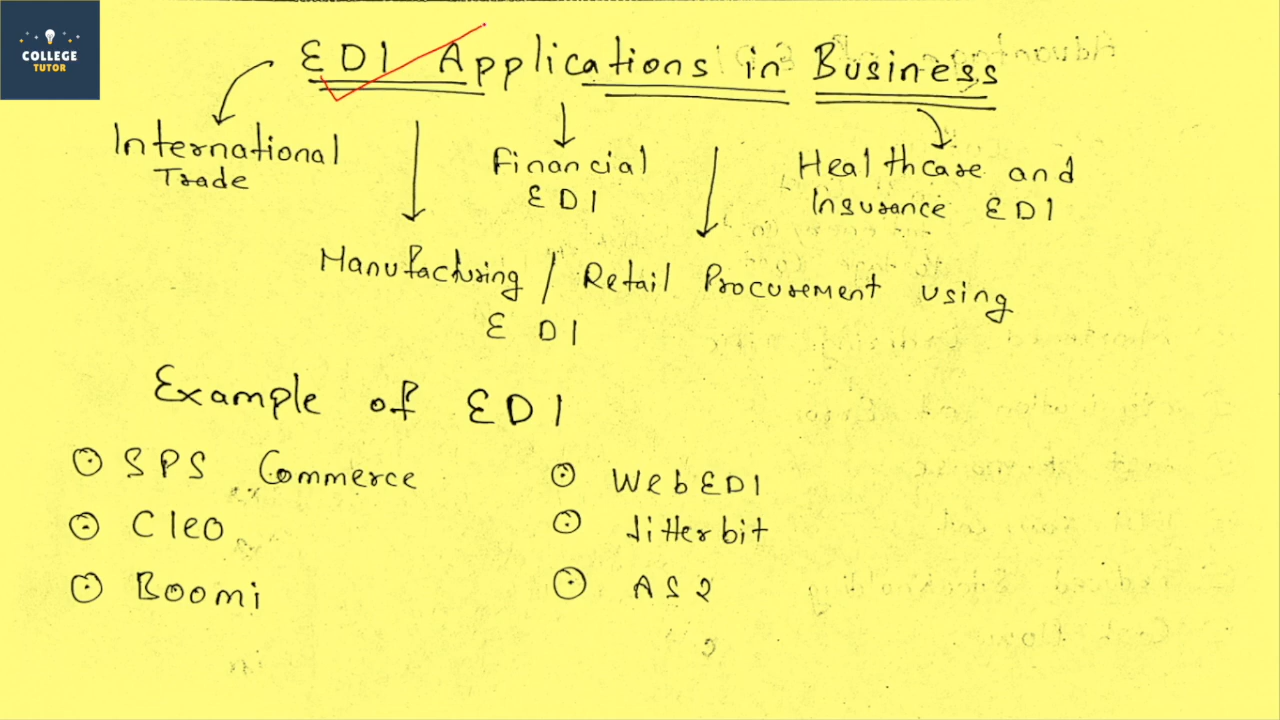 COLLEGE
TUTOR
EDI Applications in Business
International
Trade
Financial
EDI
Healthcare and
Insurance EDI
Manufacturing / Retail Procurement using
EDI
Example of EDI
SPS Commerce
WebEDI
Cleo
Jitterbit
Boomi
AS2